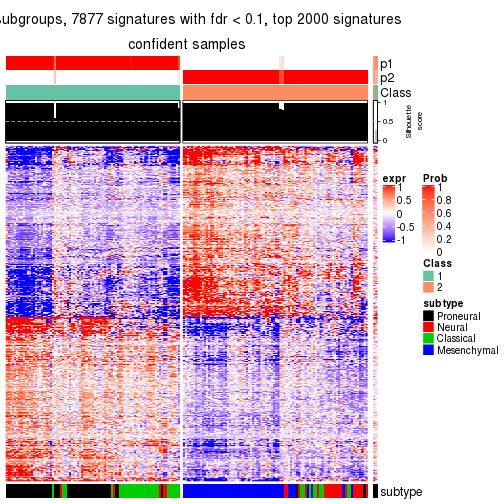 subgroups, 7877 signatures with fdr < 0.1, top 2000 signatures
confident samples
p1
p2
Class
1
0.5
0
Silhouette
score
expr
1
0.5
0
-0.5
-1
Prob
1
0.8
0.6
0.4
0.2
0
Class
1
2
subtype
Proneural
Neural
Classical
Mesenchymal
subtype